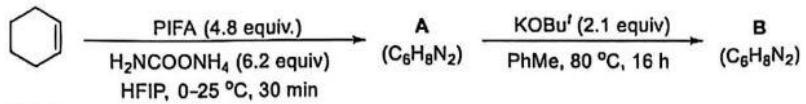 PIFA (4.8 equiv.)
H₂NCOONH₄ (6.2 equiv)
HFIP, 0–25 °C, 30 min
A
(C₆H₈N₂)
KOBuᵗ (2.1 equiv)
PhMe, 80 °C, 16 h
B
(C₆H₈N₂)